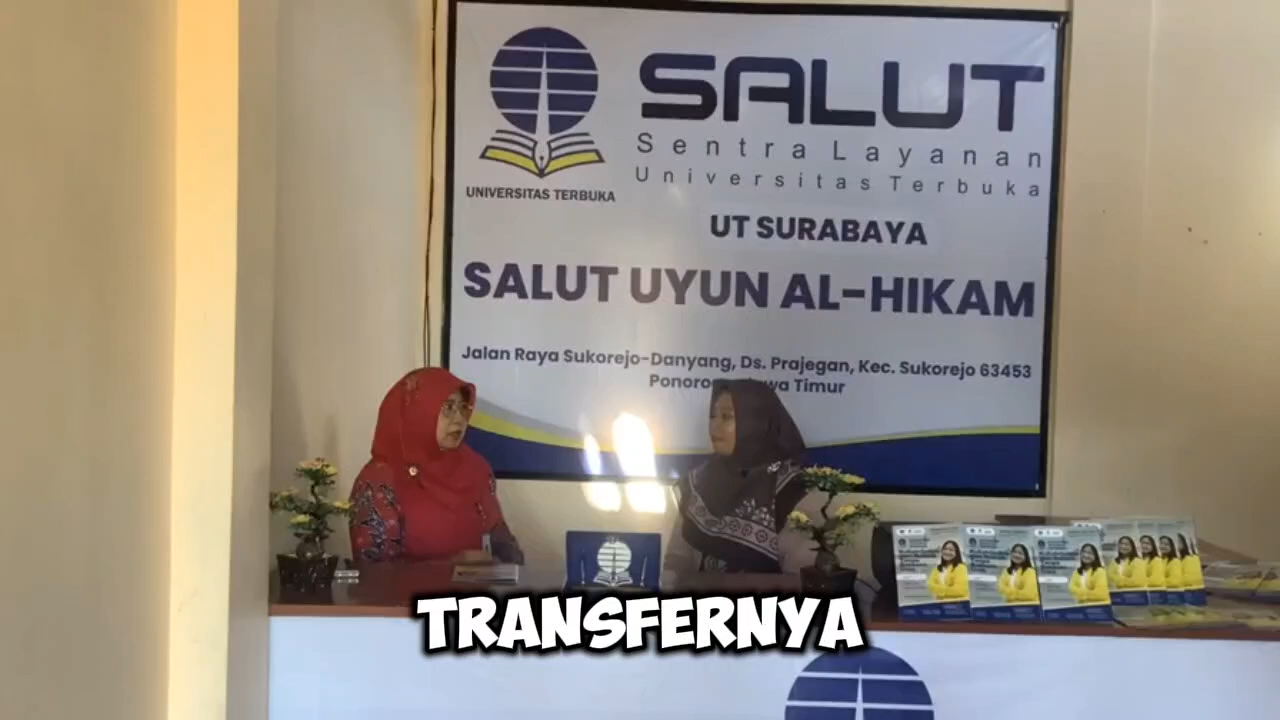 SALUT
Sentra Layanan
Universitas Terbuka
UNIVERSITAS TERBUKA
UT SURABAYA
SALUT UYUN AL-HIKAM
Jalan Raya Sukorejo-Danyang, Ds. Prajegan, Kec. Sukorejo 63453
Timur
TRANSFERNYA